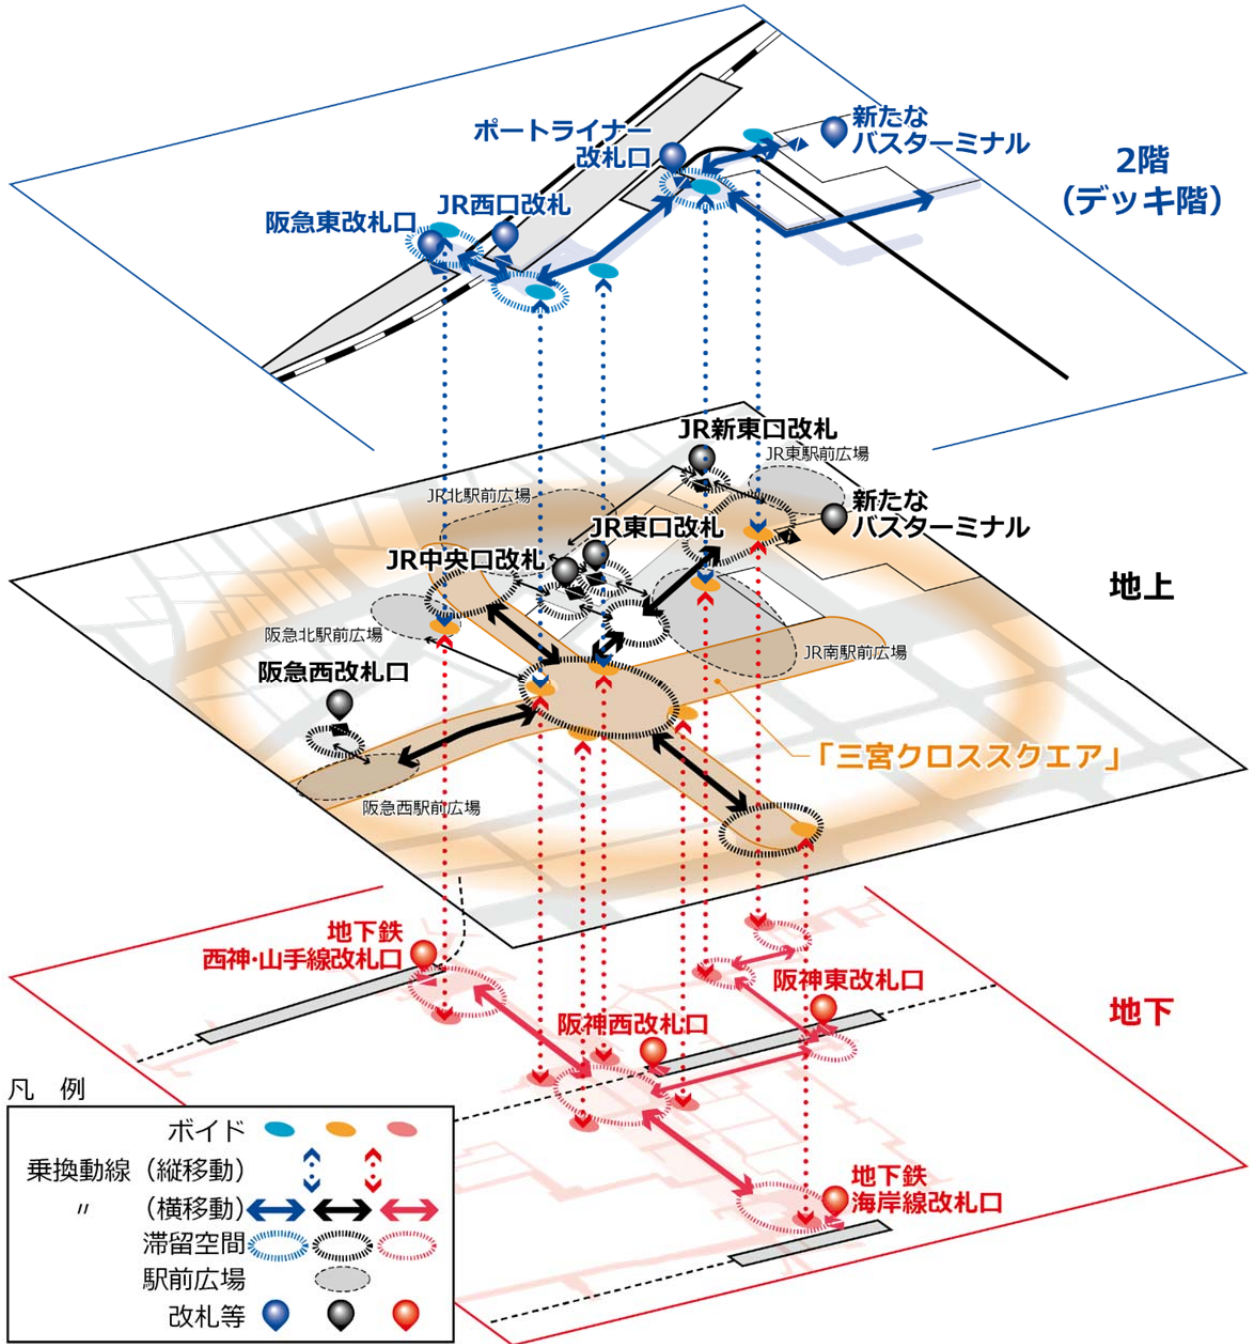 新たな
バスターミナル
ポートライナー
改札口
2階
（デッキ階）
JR西口改札
阪急東改札口
JR新東口改札
JR東駅前広場
JR北駅前広場
新たな
バスターミナル
JR東口改札
JR中央口改札
地上
阪急北駅前広場
JR南駅前広場
阪急西改札口
「三宮クロススクエア」
阪急西駅前広場
地下鉄
西神・山手線改札口
阪神東改札口
地下
阪神西改札口
地下鉄
海岸線改札口
凡　例
ボイド
乗換動線（縦移動）
〃　（横移動）
滞留空間
駅前広場
改札等